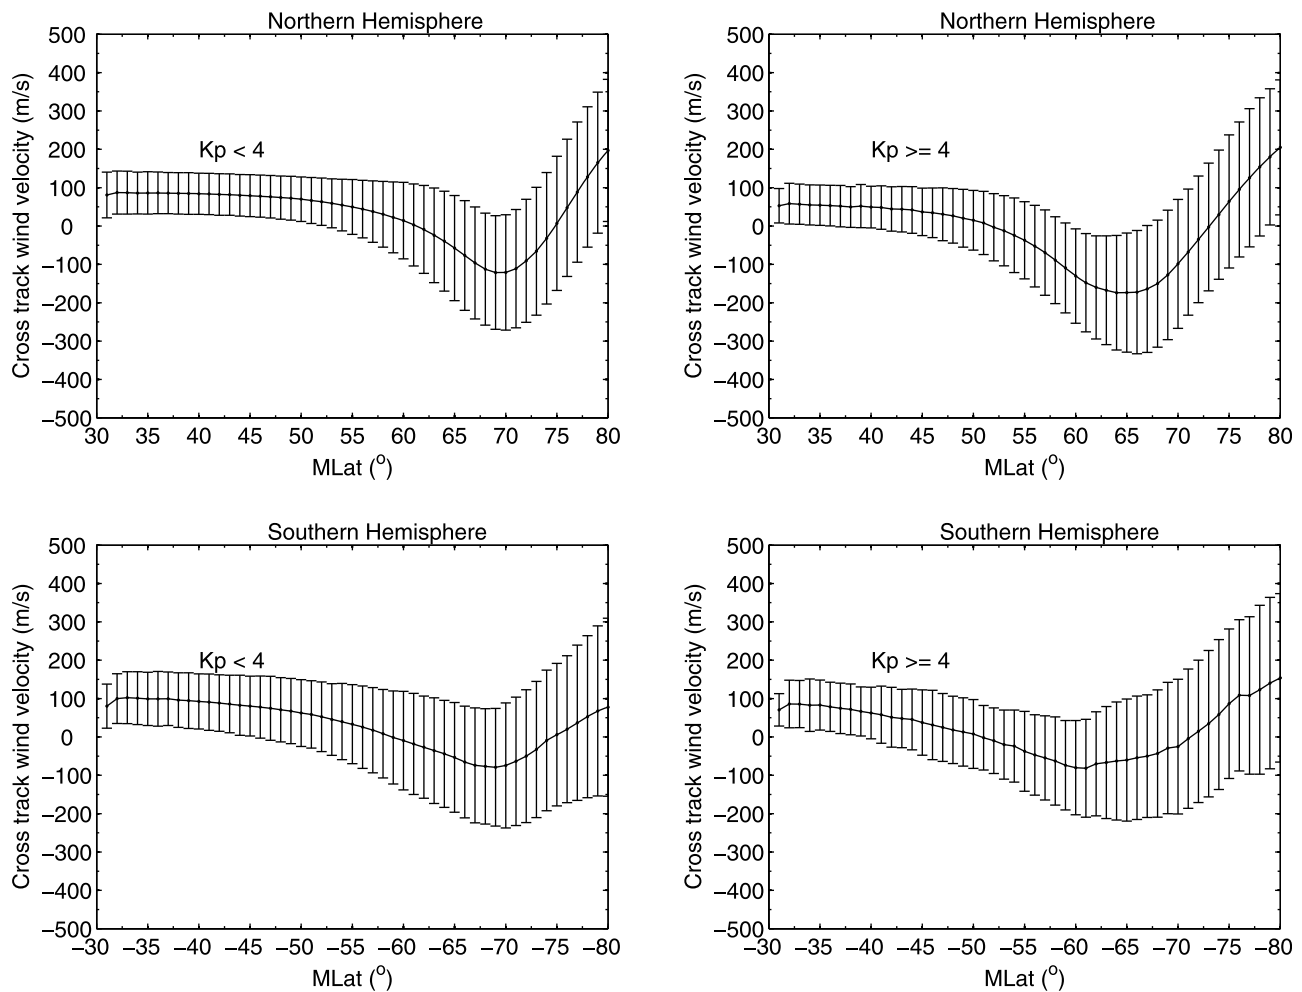 Northern Hemisphere
500
400
300
200
100
0
−100
−200
−300
−400
−500
Cross track wind velocity (m/s)
Kp < 4
30 35 40 45 50 55 60 65 70 75 80
MLat (o)
Northern Hemisphere
500
400
300
200
100
0
−100
−200
−300
−400
−500
Cross track wind velocity (m/s)
Kp >= 4
30 35 40 45 50 55 60 65 70 75 80
MLat (o)
Southern Hemisphere
500
400
300
200
100
0
−100
−200
−300
−400
−500
Cross track wind velocity (m/s)
Kp < 4
−30 −35 −40 −45 −50 −55 −60 −65 −70 −75 −80
MLat (o)
Southern Hemisphere
500
400
300
200
100
0
−100
−200
−300
−400
−500
Cross track wind velocity (m/s)
Kp >= 4
−30 −35 −40 −45 −50 −55 −60 −65 −70 −75 −80
MLat (o)